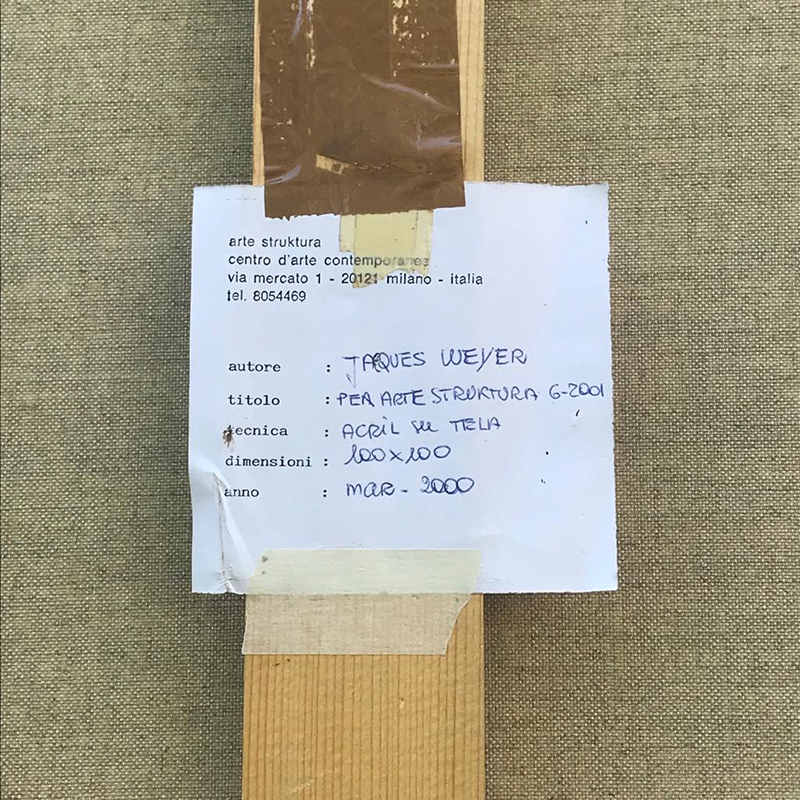 arte struktura
centro d'arte contemporanea
via mercato 1 - 20121 milano - italia
tel. 8054469
autore : JAQUES WEYER
titolo : PER ARTE STRUKTURA G-2001
tecnica : ACRIL su TELA
dimensioni : 100x100
anno : MAR - 2000